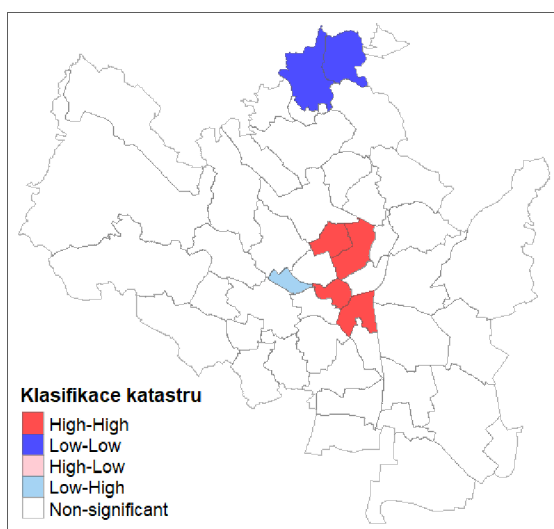 Klasifikace katastru
High-High
Low-Low
High-Low
Low-High
Non-significant